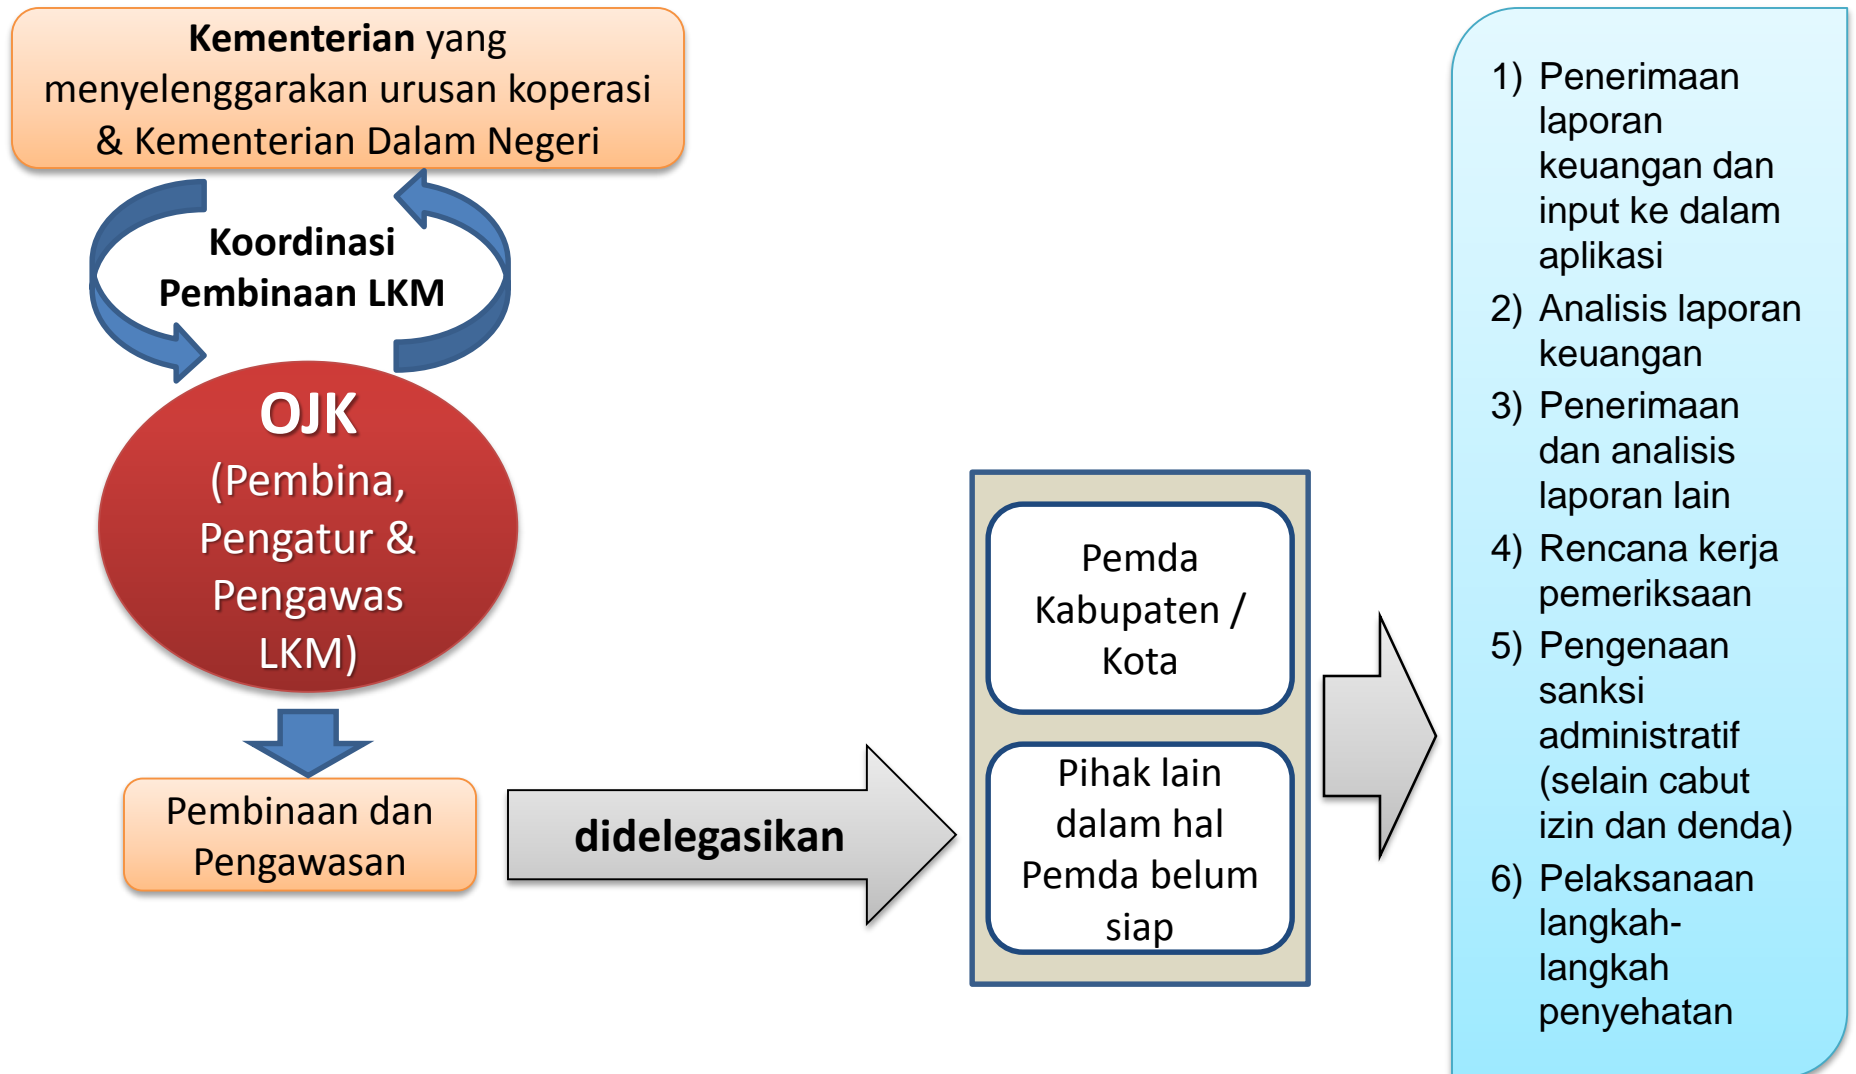 Kementerian yang
menyelenggarakan urusan koperasi
& Kementerian Dalam Negeri
Koordinasi
Pembinaan LKM
OJK
(Pembina,
Pengatur &
Pengawas
LKM)
Pembinaan dan
Pengawasan
didelegasikan
Pemda
Kabupaten /
Kota
Pihak lain
dalam hal
Pemda belum
siap
1) Penerimaan
laporan
keuangan dan
input ke dalam
aplikasi
2) Analisis laporan
keuangan
3) Penerimaan
dan analisis
laporan lain
4) Rencana kerja
pemeriksaan
5) Pengenaan
sanksi
administratif
(selain cabut
izin dan denda)
6) Pelaksanaan
langkah-
langkah
penyehatan